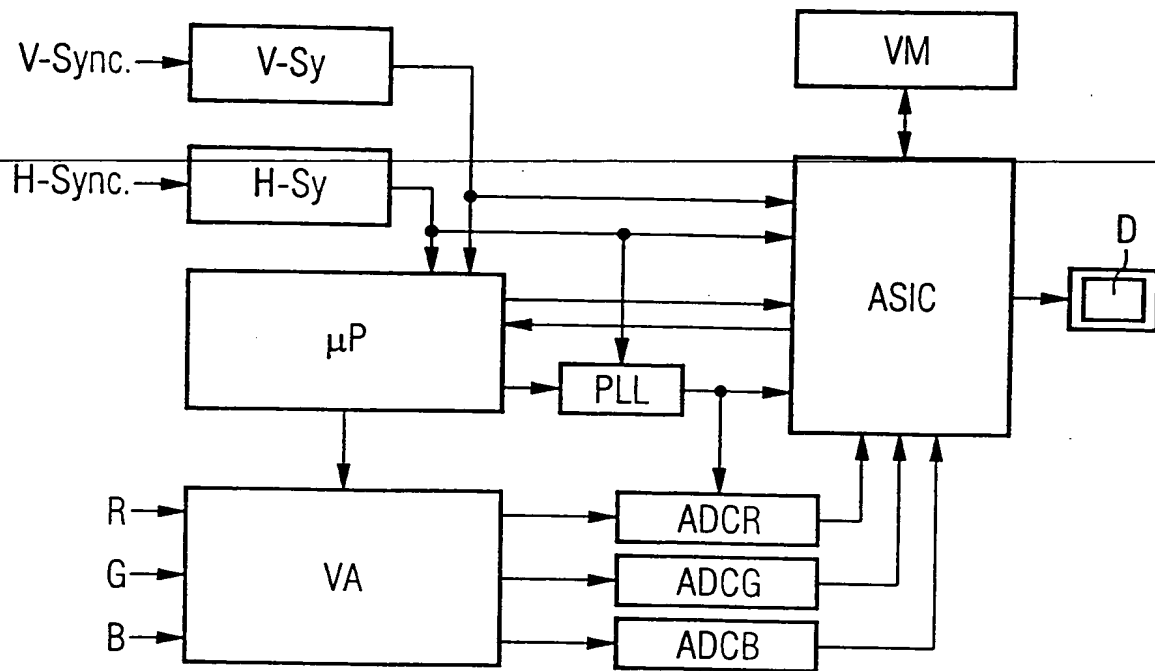 V-Sync.
V-Sy
VM
H-Sync.
H-Sy
D
ASIC
µP
PLL
R
ADCR
G
VA
ADCG
B
ADCB